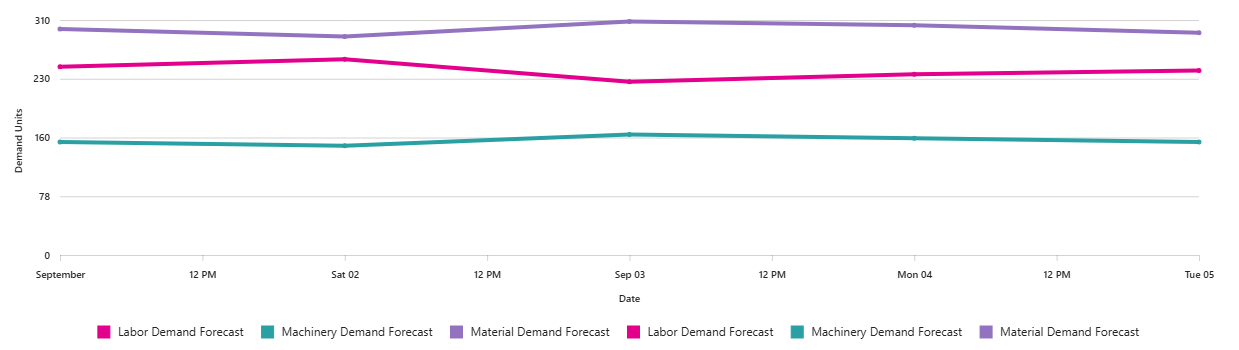 310
230
160
78
0
Demand Units
September 12 PM Sat 02 12 PM Sep 03 12 PM Mon 04 12 PM Tue 05
Date
Labor Demand Forecast Machinery Demand Forecast Material Demand Forecast Labor Demand Forecast Machinery Demand Forecast Material Demand Forecast